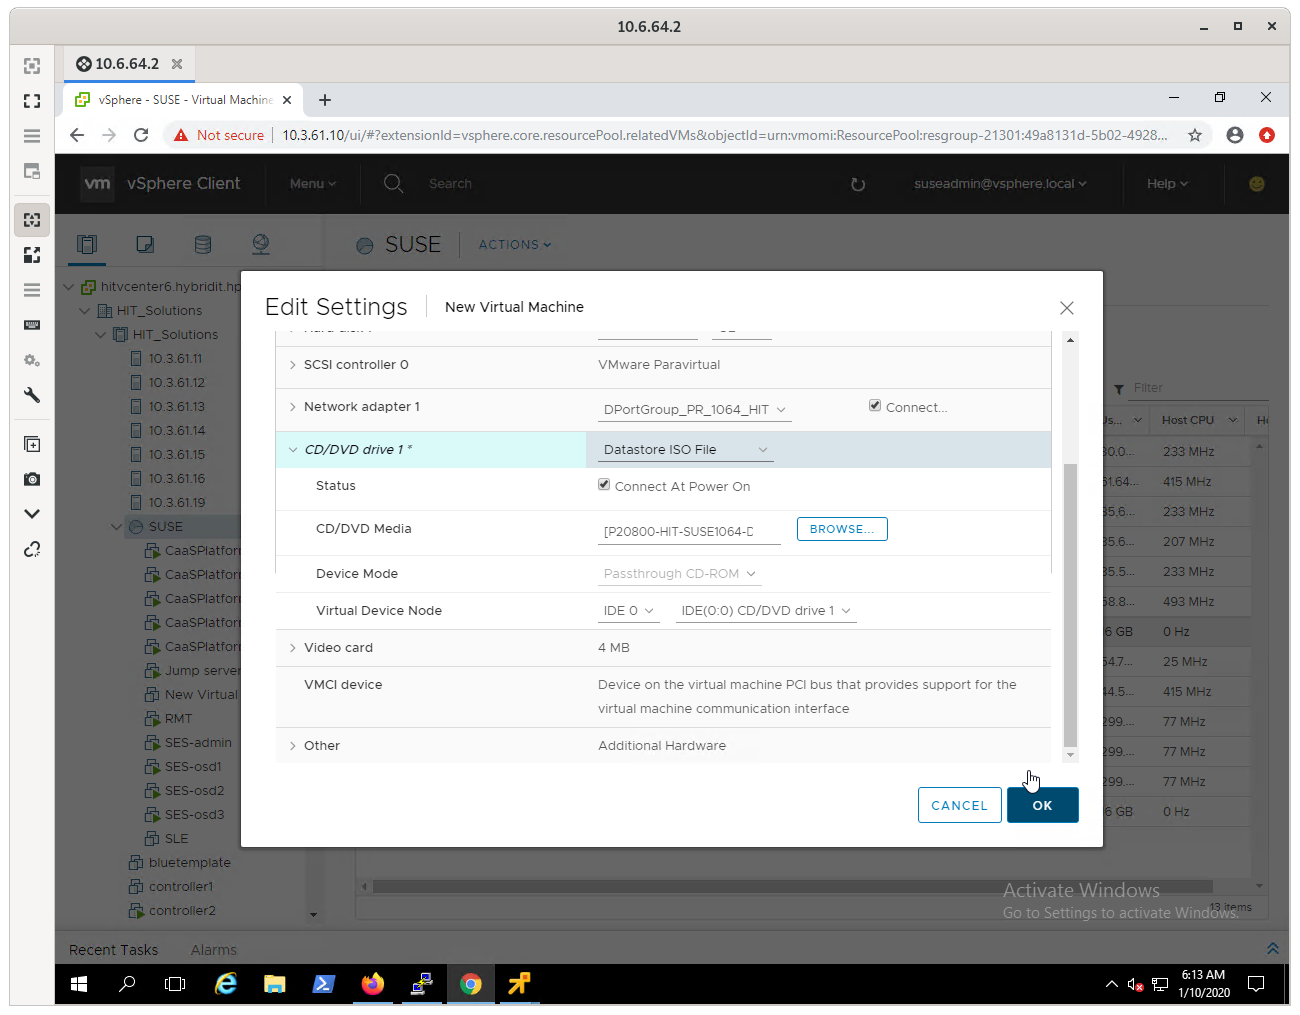 10.6.64.2
10.6.64.2
vSphere - SUSE - Virtual Machine
Not secure
10.3.61.10/ui/#?extensionId=vsphere.core.resourcePool.relatedVMs&objectId=urn:vmomi:ResourcePool:resgroup-21301:49a8131d-5b02-4928...
vm vSphere Client Menu Search suseadmin@vsphere.local Help
SUSE ACTIONS
hitvcenter6.hybridit.hp
HIT_Solutions
HIT_Solutions
10.3.61.11
10.3.61.12
10.3.61.13
10.3.61.14
10.3.61.15
10.3.61.16
10.3.61.19
SUSE
CaaSPlatfor
CaaSPlatfor
CaaSPlatfor
CaaSPlatfor
CaaSPlatfor
Jump server
New Virtual
RMT
SES-admin
SES-osd1
SES-osd2
SES-osd3
SLE
bluetemplate
controller1
controller2
Edit Settings New Virtual Machine
SCSI controller 0 VMware Paravirtual
Network adapter 1 DPortGroup_PR_1064_HIT Connect...
CD/DVD drive 1 * Datastore ISO File
Status Connect At Power On
CD/DVD Media [P20800-HIT-SUSE1064-D BROWSE...
Device Mode Passthrough CD-ROM
Virtual Device Node IDE 0 IDE(0:0) CD/DVD drive 1
Video card 4 MB
VMCI device Device on the virtual machine PCI bus that provides support for the
virtual machine communication interface
Other Additional Hardware
CANCEL OK
Filter
Host CPU
233 MHz
415 MHz
635 MHz
207 MHz
233 MHz
493 MHz
6 GB 0 Hz
25 MHz
415 MHz
299.... 77 MHz
299.... 77 MHz
299.... 77 MHz
6 GB 0 Hz
13 items
Activate Windows
Go to Settings to activate Windows.
Recent Tasks Alarms
6:13 AM
1/10/2020